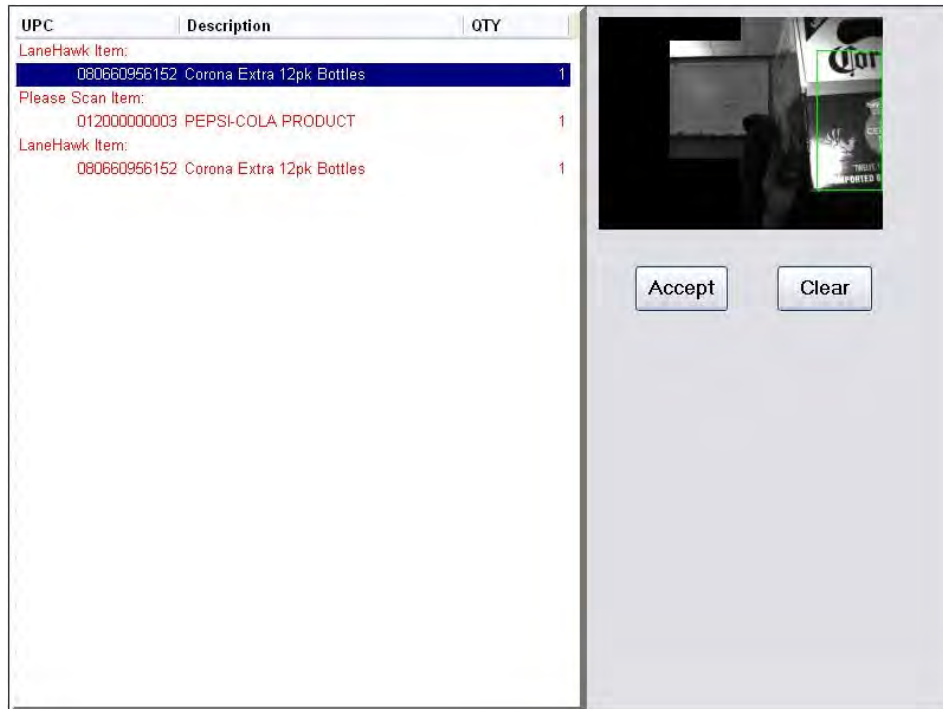 UPC Description QTY
LaneHawk Item:
080660956152 Corona Extra 12pk Bottles 1
Please Scan Item:
012000000003 PEPSI-COLA PRODUCT 1
LaneHawk Item:
080660956152 Corona Extra 12pk Bottles 1
Cor
Accept Clear